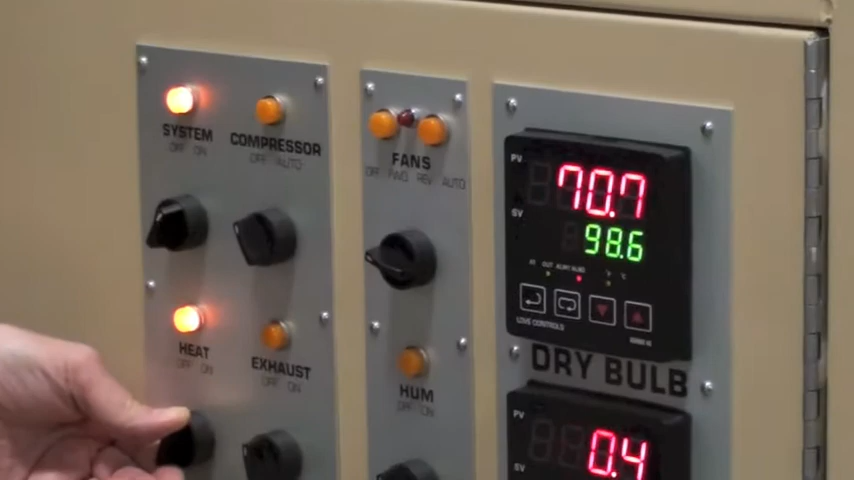 SYSTEM
OFF ON
COMPRESSOR
OFF AUTO
FANS
OFF FWD. REV. AUTO
HEAT
OFF ON
EXHAUST
OFF ON
HUM
OFF ON
PV
70.7
SV
98.6
°F °C
LOVE CONTROLS
DRY BULB
PV
0.4
SV